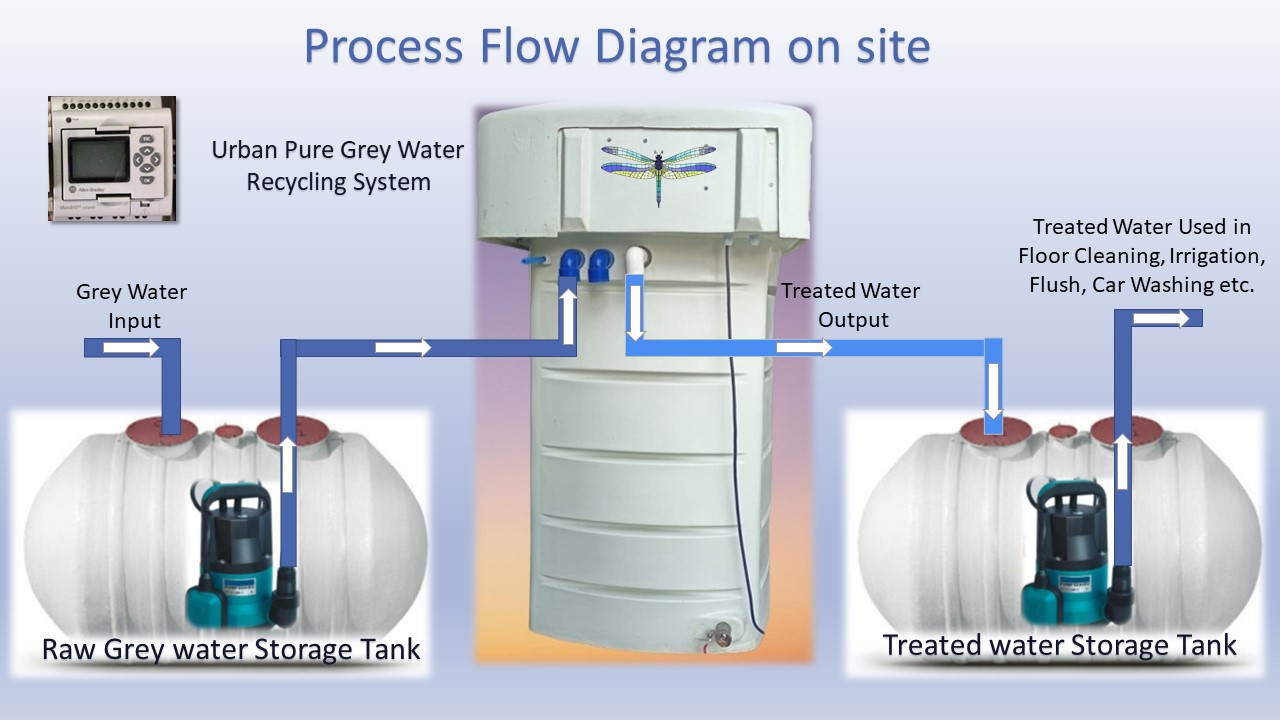 Process Flow Diagram on site
Urban Pure Grey Water
Recycling System
Allen-Bradley
Grey Water
Input
Treated Water
Output
Treated Water Used in
Floor Cleaning, Irrigation,
Flush, Car Washing etc.
Raw Grey water Storage Tank
Treated water Storage Tank